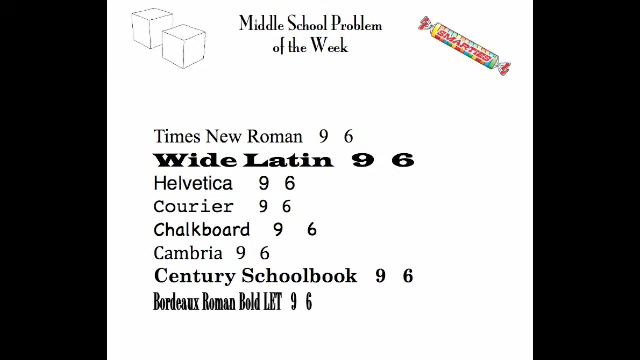 Middle School Problem
of the Week
SMARTIES
Times New Roman 9 6
Wide Latin 9 6
Helvetica 9 6
Courier 9 6
Chalkboard 9 6
Cambria 9 6
Century Schoolbook 9 6
Bordeaux Roman Bold LET 9 6